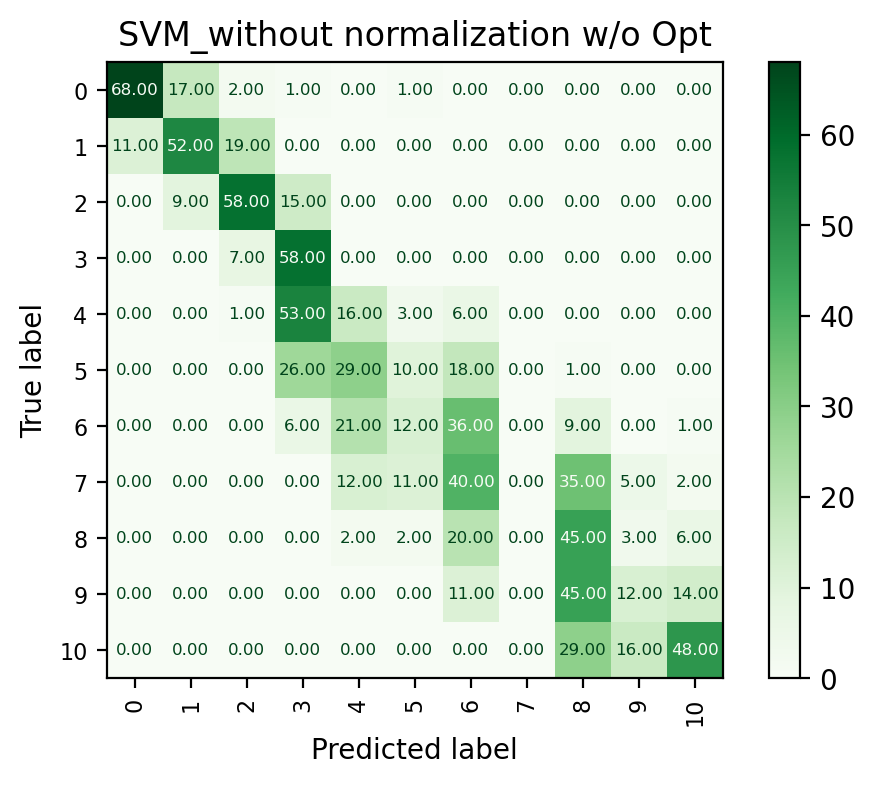 SVM_without normalization w/o Opt
0 68.00 17.00 2.00 1.00 0.00 1.00 0.00 0.00 0.00 0.00 0.00
1 11.00 52.00 19.00 0.00 0.00 0.00 0.00 0.00 0.00 0.00 0.00
2 0.00 9.00 58.00 15.00 0.00 0.00 0.00 0.00 0.00 0.00 0.00
3 0.00 0.00 7.00 58.00 0.00 0.00 0.00 0.00 0.00 0.00 0.00
4 0.00 0.00 1.00 53.00 16.00 3.00 6.00 0.00 0.00 0.00 0.00
5 0.00 0.00 0.00 26.00 29.00 10.00 18.00 0.00 1.00 0.00 0.00
6 0.00 0.00 0.00 6.00 21.00 12.00 36.00 0.00 9.00 0.00 1.00
7 0.00 0.00 0.00 0.00 12.00 11.00 40.00 0.00 35.00 5.00 2.00
8 0.00 0.00 0.00 0.00 2.00 2.00 20.00 0.00 45.00 3.00 6.00
9 0.00 0.00 0.00 0.00 0.00 0.00 11.00 0.00 45.00 12.00 14.00
10 0.00 0.00 0.00 0.00 0.00 0.00 0.00 0.00 29.00 16.00 48.00
0 1 2 3 4 5 6 7 8 9 10
Predicted label
True label
60
50
40
30
20
10
0